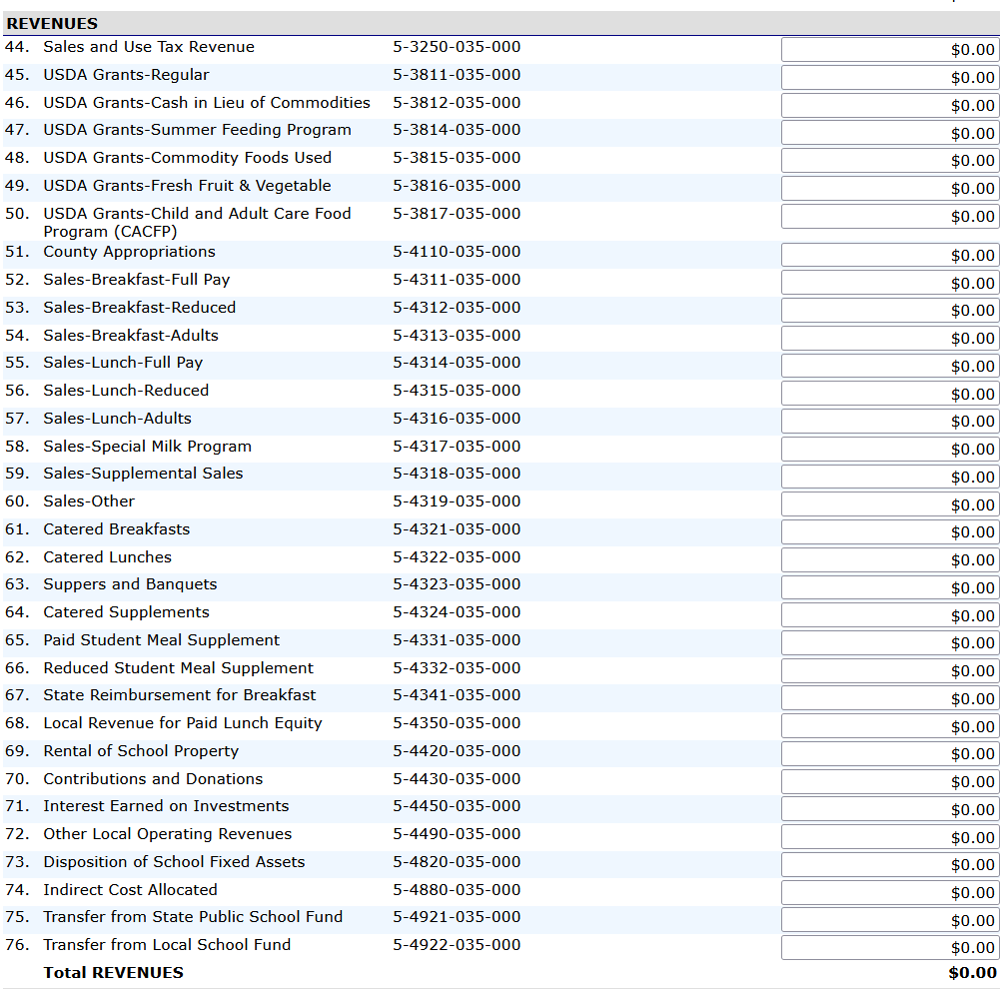 REVENUES
44. Sales and Use Tax Revenue 5-3250-035-000 $0.00
45. USDA Grants-Regular 5-3811-035-000 $0.00
46. USDA Grants-Cash in Lieu of Commodities 5-3812-035-000 $0.00
47. USDA Grants-Summer Feeding Program 5-3814-035-000 $0.00
48. USDA Grants-Commodity Foods Used 5-3815-035-000 $0.00
49. USDA Grants-Fresh Fruit & Vegetable 5-3816-035-000 $0.00
50. USDA Grants-Child and Adult Care Food 5-3817-035-000 $0.00
Program (CACFP)
51. County Appropriations 5-4110-035-000 $0.00
52. Sales-Breakfast-Full Pay 5-4311-035-000 $0.00
53. Sales-Breakfast-Reduced 5-4312-035-000 $0.00
54. Sales-Breakfast-Adults 5-4313-035-000 $0.00
55. Sales-Lunch-Full Pay 5-4314-035-000 $0.00
56. Sales-Lunch-Reduced 5-4315-035-000 $0.00
57. Sales-Lunch-Adults 5-4316-035-000 $0.00
58. Sales-Special Milk Program 5-4317-035-000 $0.00
59. Sales-Supplemental Sales 5-4318-035-000 $0.00
60. Sales-Other 5-4319-035-000 $0.00
61. Catered Breakfasts 5-4321-035-000 $0.00
62. Catered Lunches 5-4322-035-000 $0.00
63. Suppers and Banquets 5-4323-035-000 $0.00
64. Catered Supplements 5-4324-035-000 $0.00
65. Paid Student Meal Supplement 5-4331-035-000 $0.00
66. Reduced Student Meal Supplement 5-4332-035-000 $0.00
67. State Reimbursement for Breakfast 5-4341-035-000 $0.00
68. Local Revenue for Paid Lunch Equity 5-4350-035-000 $0.00
69. Rental of School Property 5-4420-035-000 $0.00
70. Contributions and Donations 5-4430-035-000 $0.00
71. Interest Earned on Investments 5-4450-035-000 $0.00
72. Other Local Operating Revenues 5-4490-035-000 $0.00
73. Disposition of School Fixed Assets 5-4820-035-000 $0.00
74. Indirect Cost Allocated 5-4880-035-000 $0.00
75. Transfer from State Public School Fund 5-4921-035-000 $0.00
76. Transfer from Local School Fund 5-4922-035-000 $0.00
Total REVENUES $0.00